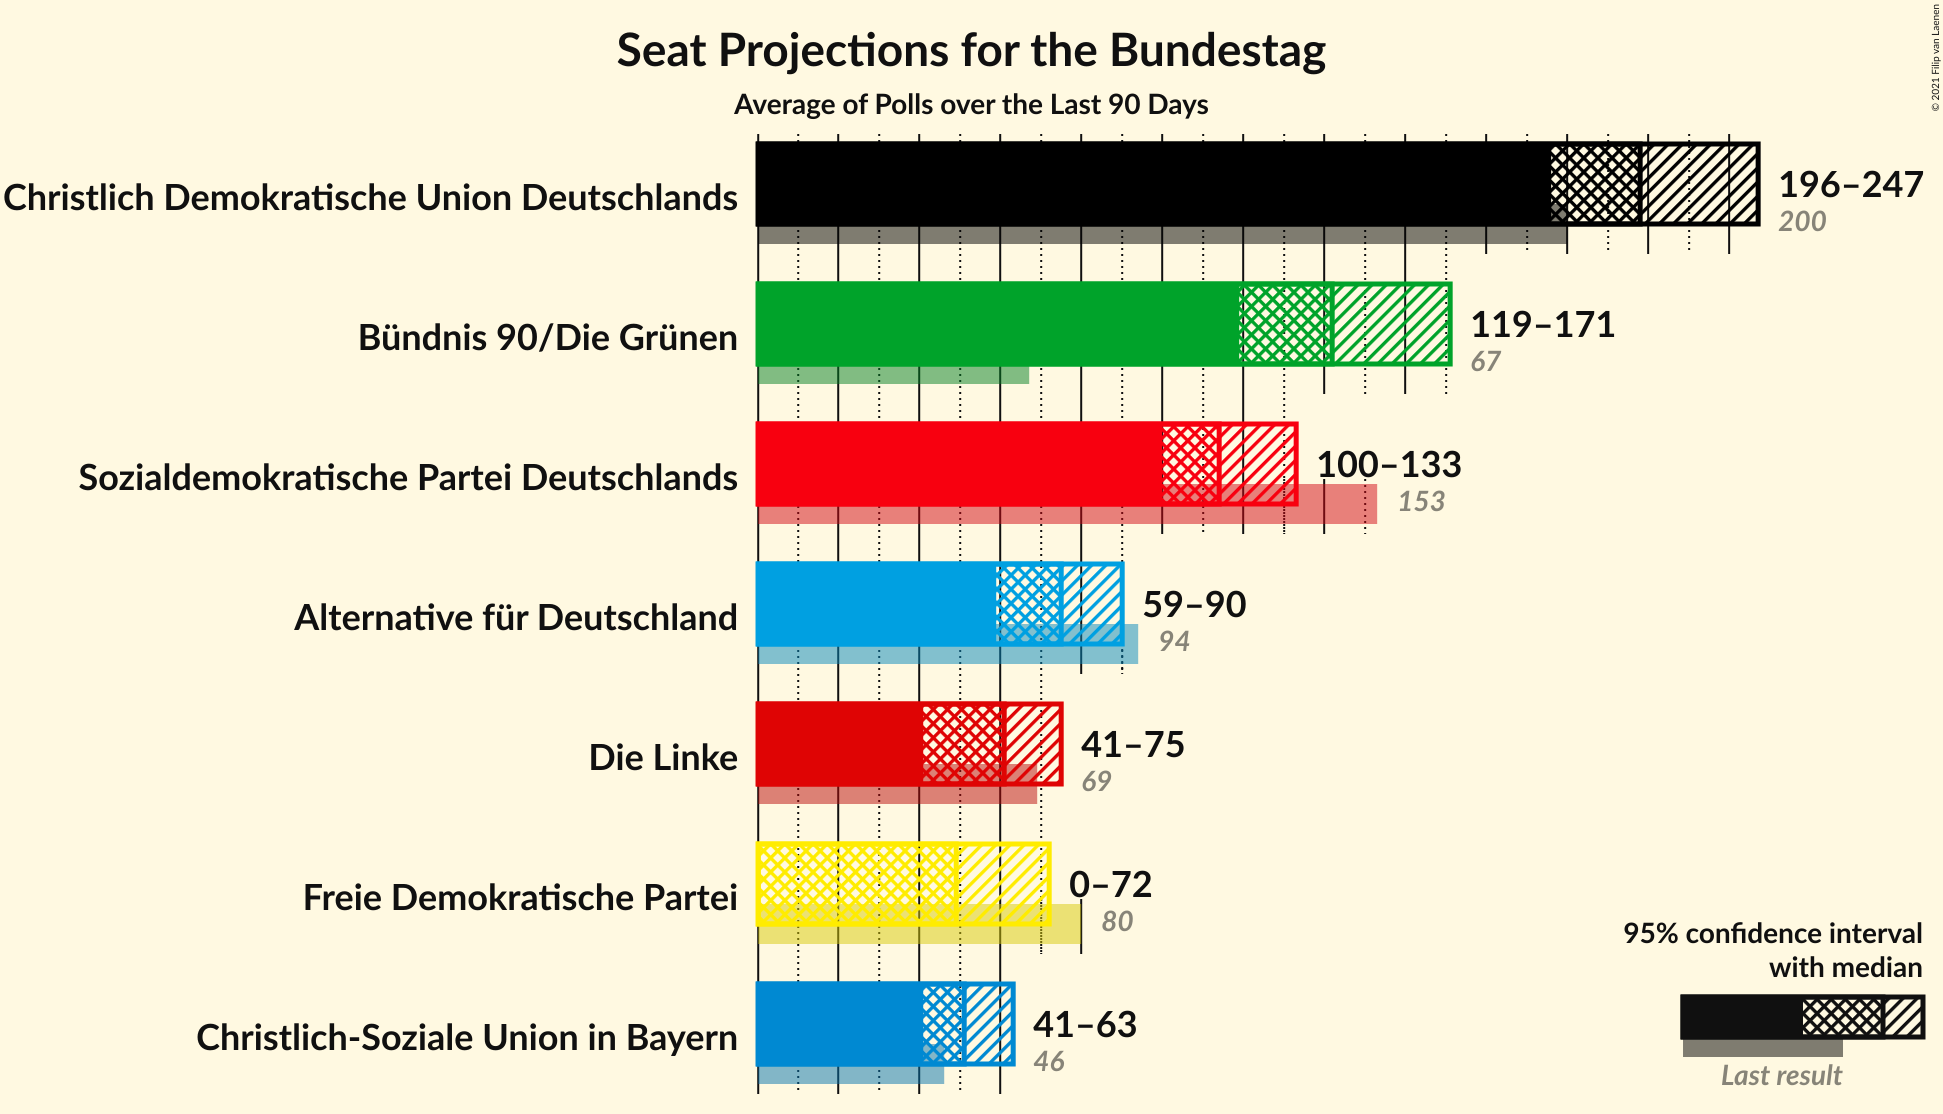 Seat Projections for the Bundestag
Average of Polls over the Last 90 Days
© 2021 Filip van Laenen
Christlich Demokratische Union Deutschlands
196–247
200
Bündnis 90/Die Grünen
119–171
67
Sozialdemokratische Partei Deutschlands
100–133
153
Alternative für Deutschland
59–90
94
Die Linke
41–75
69
Freie Demokratische Partei
0–72
80
Christlich-Soziale Union in Bayern
41–63
46
95% confidence interval
with median
Last result